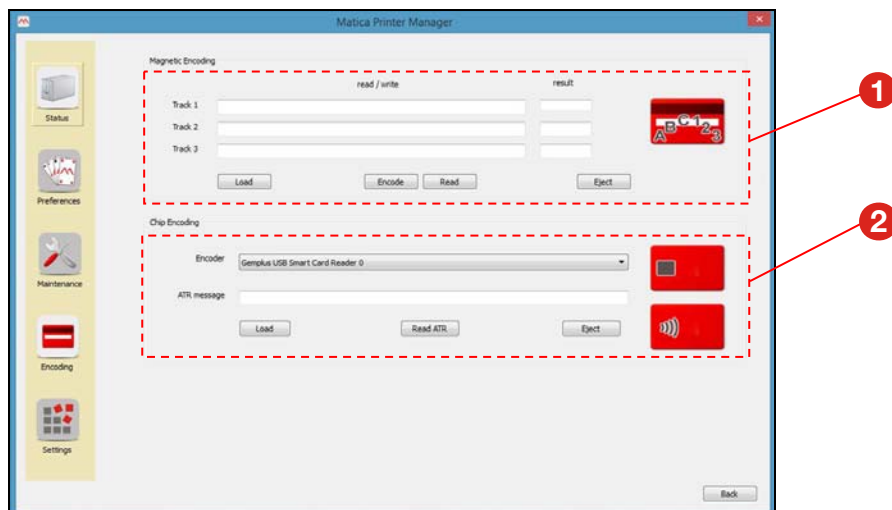 Matica Printer Manager
Magnetic Encoding
read / write result
Track 1
Track 2
Track 3
ABC123
Load Encode Read Eject
1
Status
Preferences
Maintenance
Encoding
Settings
Chip Encoding
Encoder Gemplus USB Smart Card Reader 0
ATR message
Load Read ATR Eject
2
Back